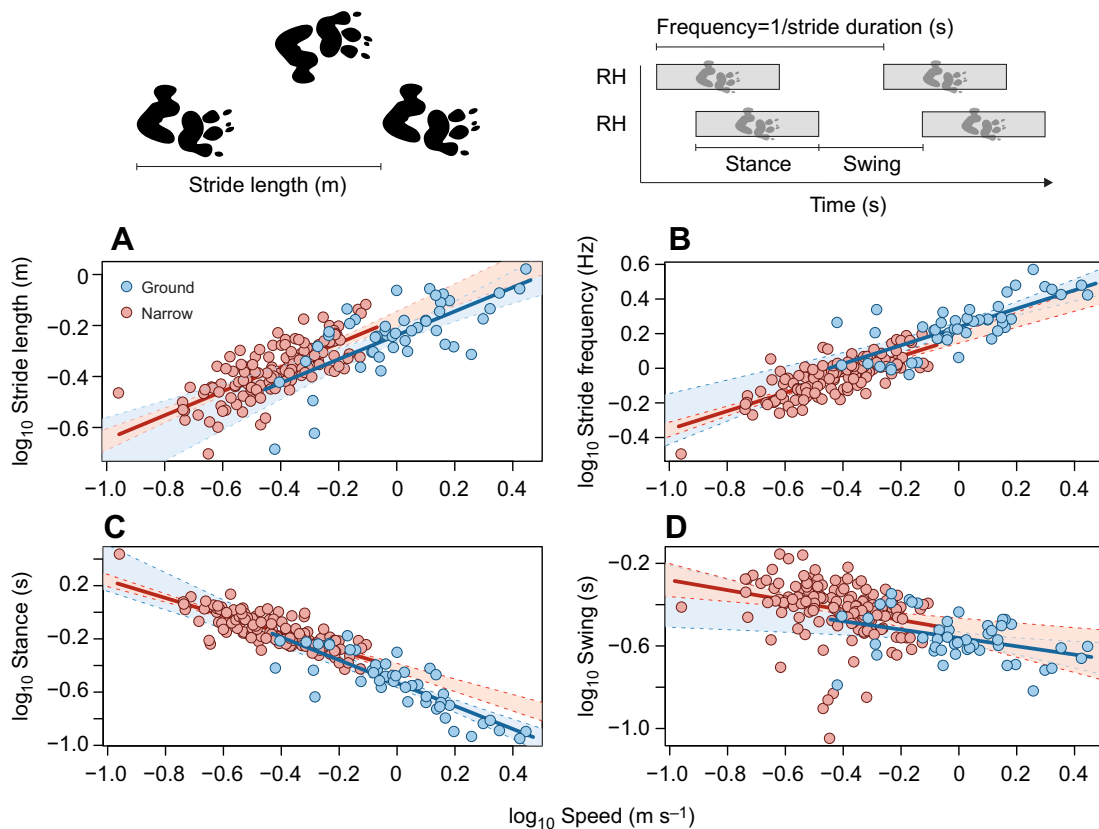 Frequency=1/stride duration (s)
RH
RH
Stance
Swing
Time (s)
Stride length (m)
A
log10 Stride length (m)
0
−0.2
−0.4
−0.6
Ground
Narrow
−1.0 −0.8 −0.6 −0.4 −0.2 0 0.2 0.4
B
log10 Stride frequency (Hz)
0.6
0.4
0.2
0
−0.2
−0.4
−1.0 −0.8 −0.6 −0.4 −0.2 0 0.2 0.4
C
log10 Stance (s)
0.2
−0.2
−0.6
−1.0
−1.0 −0.8 −0.6 −0.4 −0.2 0 0.2 0.4
D
log10 Swing (s)
−0.2
−0.6
−1.0
−1.0 −0.8 −0.6 −0.4 −0.2 0 0.2 0.4
log10 Speed (m s−1)